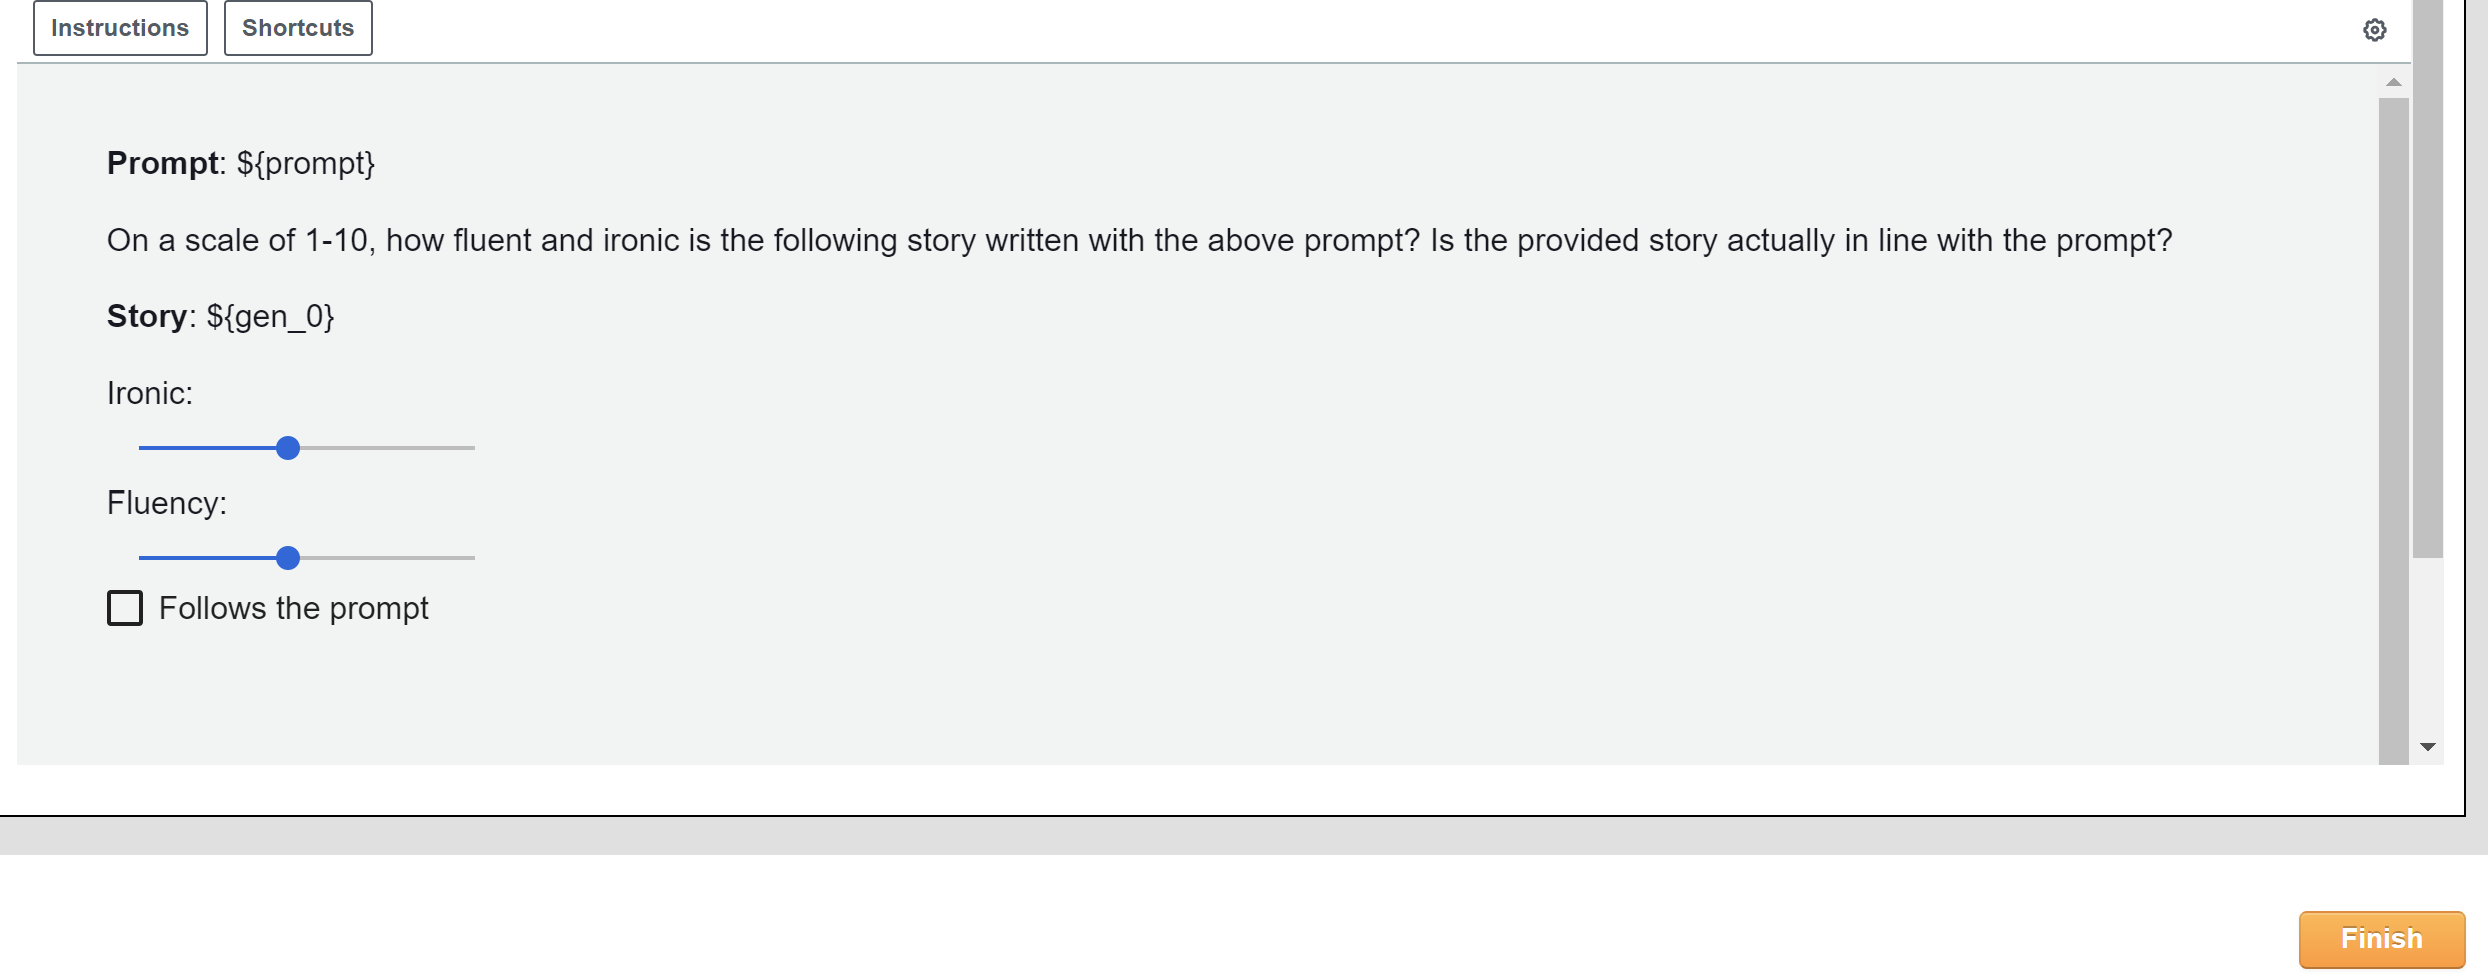 Instructions Shortcuts
Prompt: ${prompt}
On a scale of 1-10, how fluent and ironic is the following story written with the above prompt? Is the provided story actually in line with the prompt?
Story: ${gen_0}
Ironic:
Fluency:
Follows the prompt
Finish